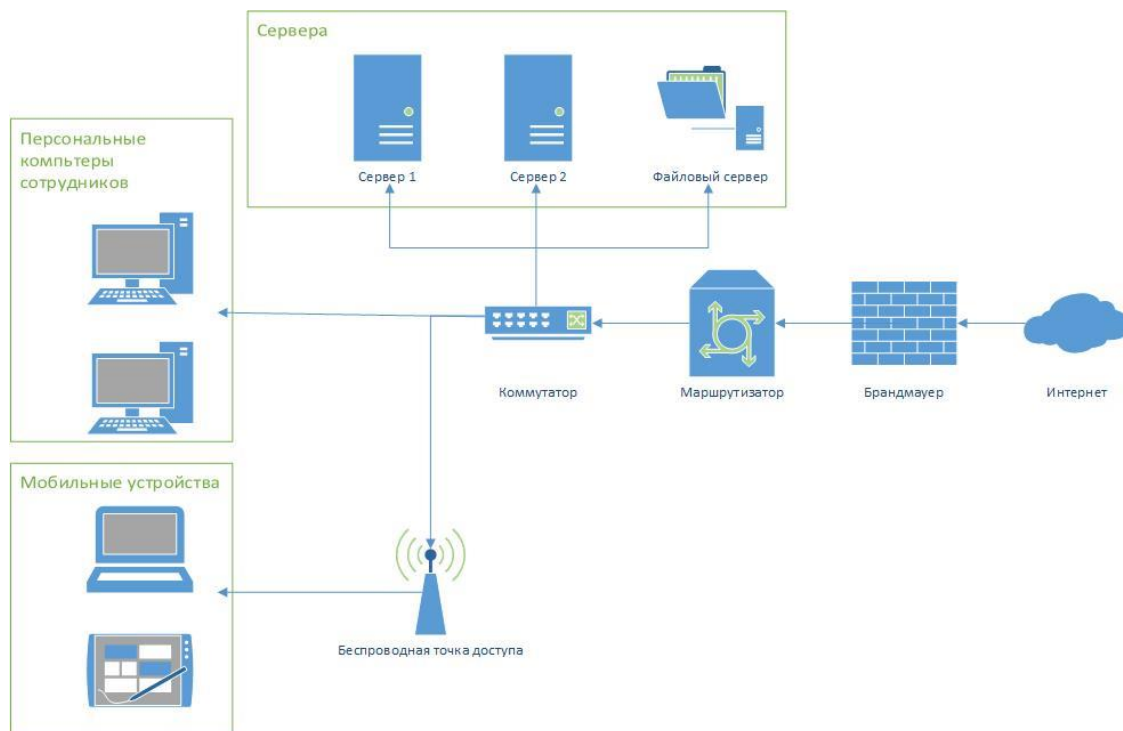 Сервера
Сервер 1
Сервер 2
Файловый сервер
Персональные
компьтеры
сотрудников
Коммутатор
Маршрутизатор
Брандмауер
Интернет
Мобильные устройства
Беспроводная точка доступа